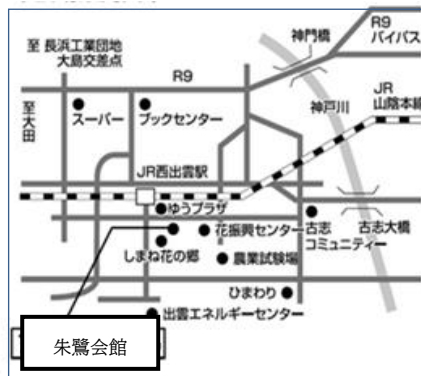 至 長浜工業団地
大島交差点
R9
神門橋
R9
バイパス
至大田
スーパー
ブックセンター
神戸川
JR
山陰本線
JR西出雲駅
ゆうプラザ
花振興センター
古志
コミュニティー
古志大橋
しまね花の郷
農業試験場
ひまわり
出雲エネルギーセンター
朱鷺会館